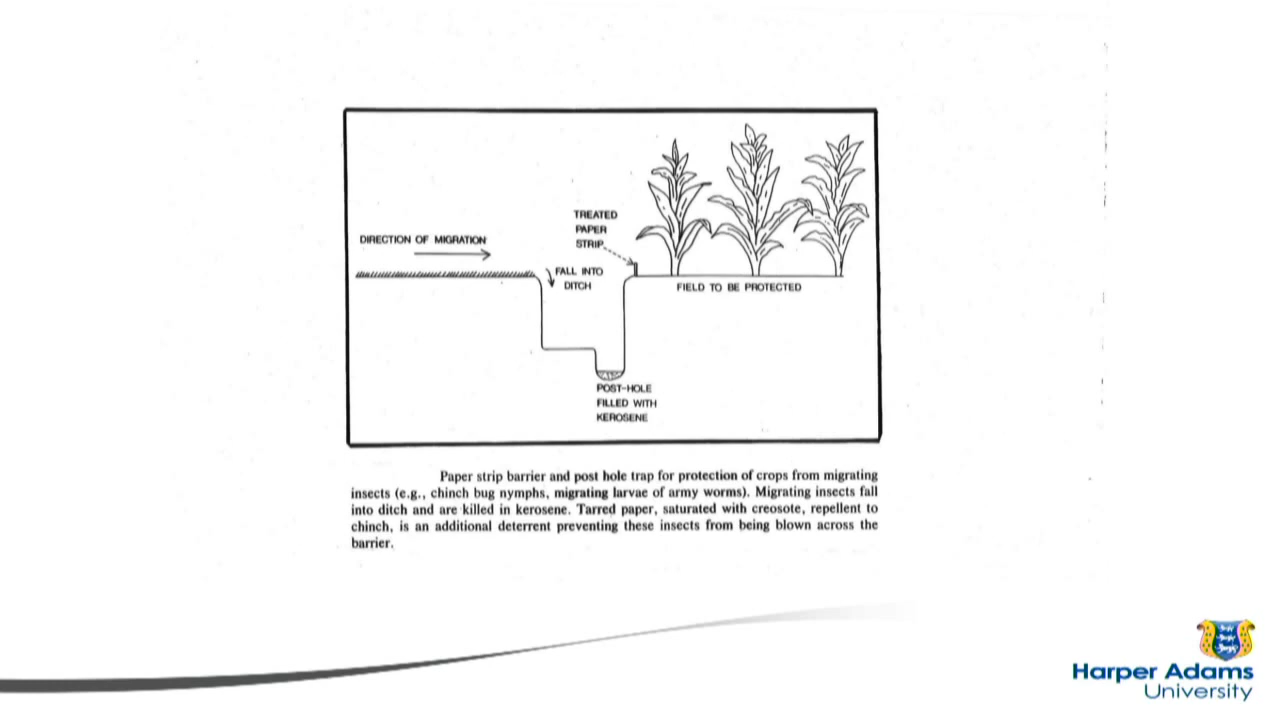 TREATED
PAPER
STRIP
DIRECTION OF MIGRATION
FALL INTO
DITCH
FIELD TO BE PROTECTED
POST-HOLE
FILLED WITH
KEROSENE
Paper strip barrier and post hole trap for protection of crops from migrating
insects (e.g., chinch bug nymphs, migrating larvae of army worms). Migrating insects fall
into ditch and are killed in kerosene. Tarred paper, saturated with creosote, repellent to
chinch, is an additional deterrent preventing these insects from being blown across the
barrier.
Harper Adams
University